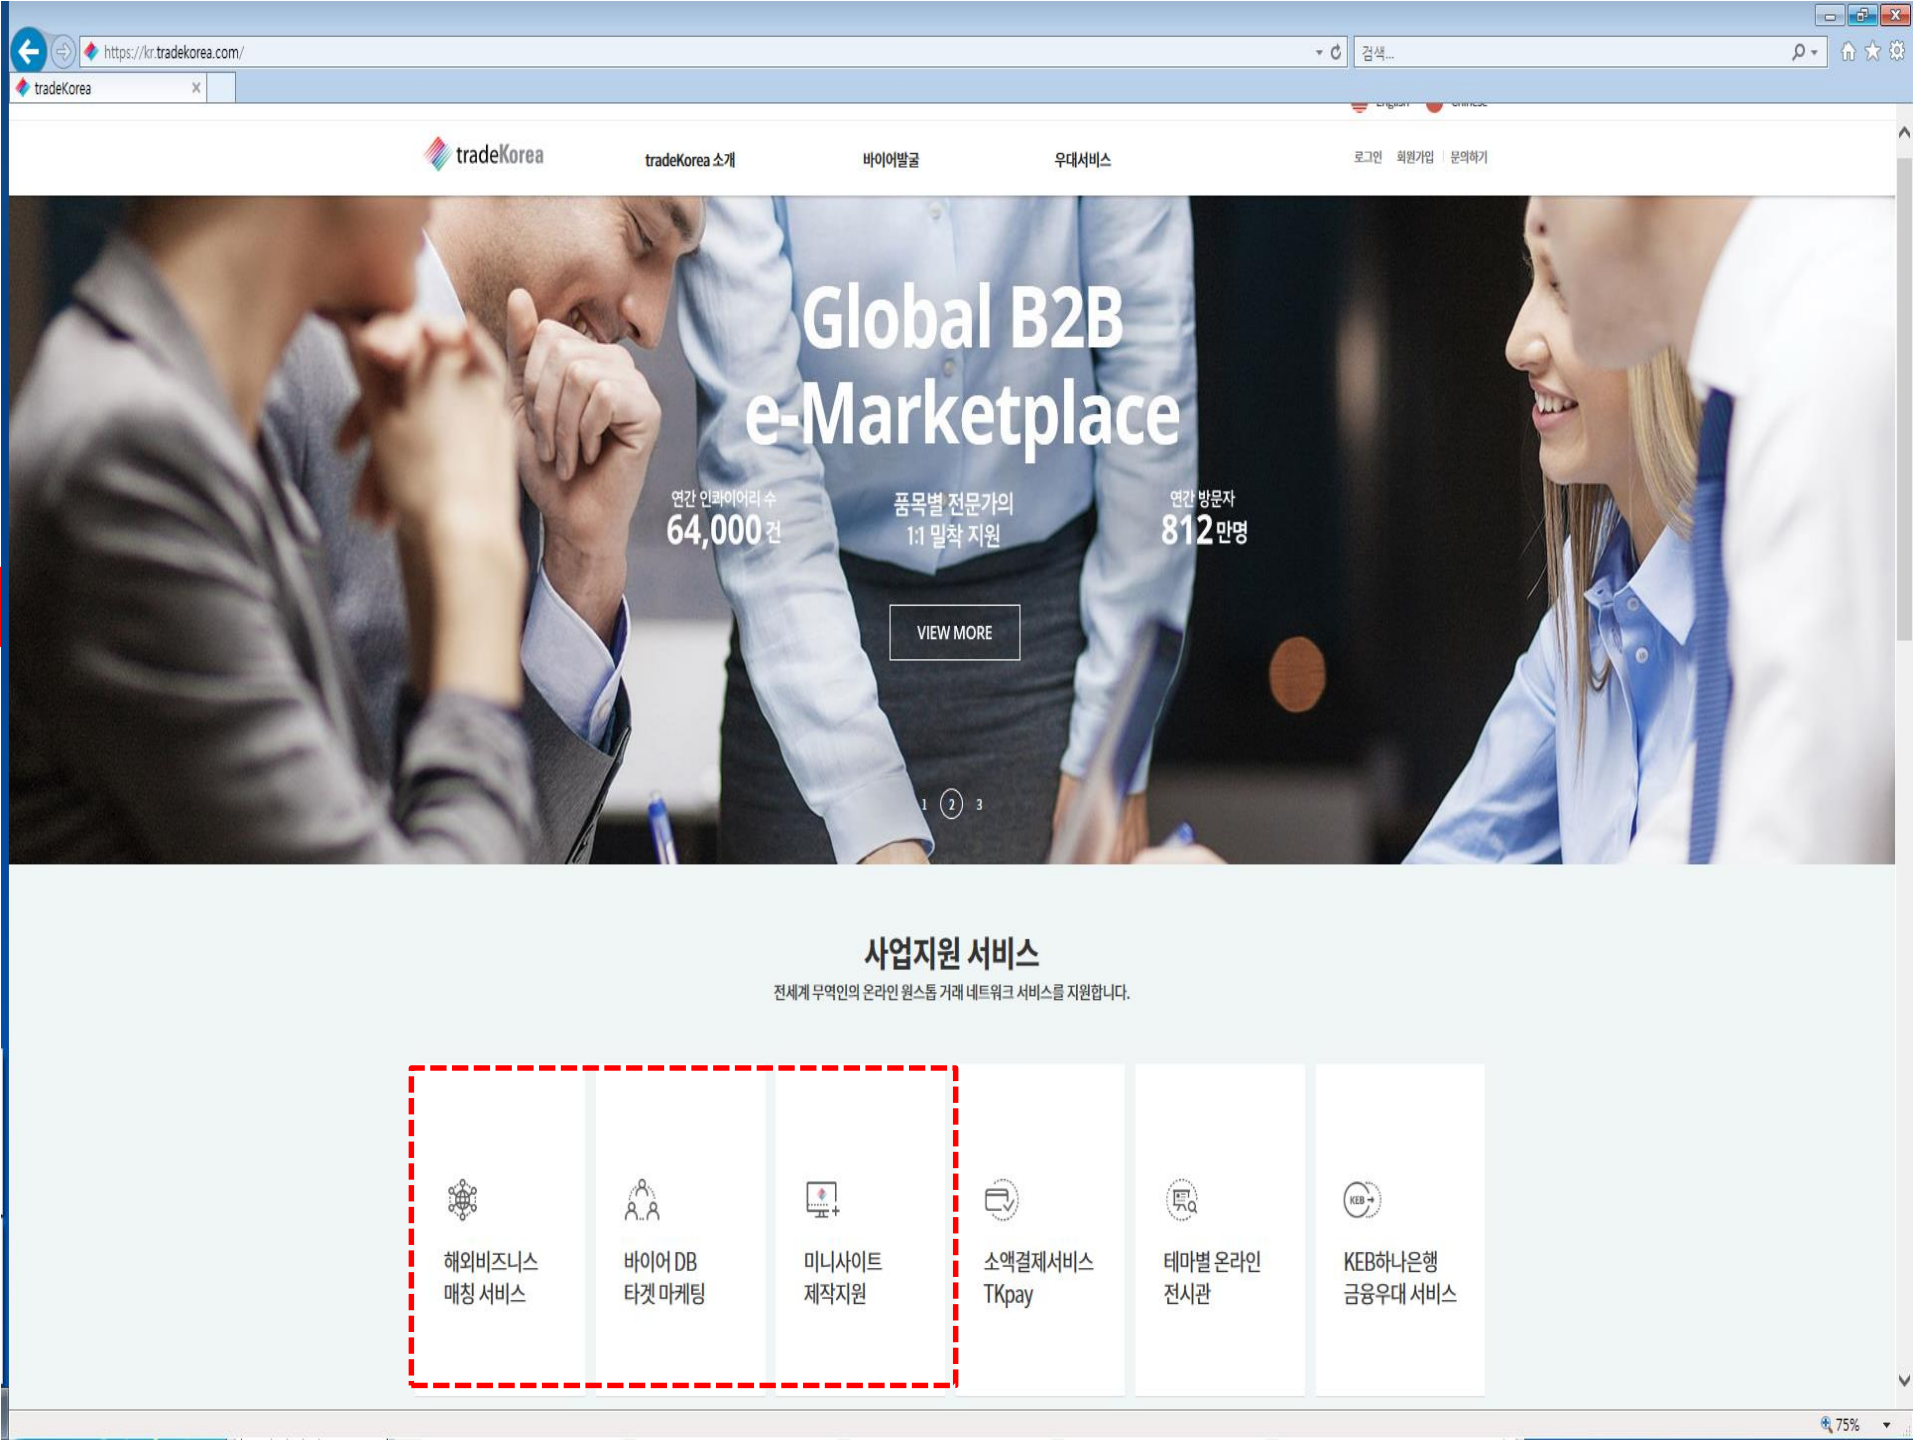 https://kr.tradekorea.com/
검색...
tradeKorea
English Chinese
tradeKorea
tradeKorea 소개
바이어발굴
우대서비스
로그인 회원가입 문의하기
Global B2B
e-Marketplace
연간 인콰이어리 수
64,000 건
품목별 전문가의
1:1 밀착 지원
연간 방문자
812 만명
VIEW MORE
1 2 3
사업지원 서비스
전세계 무역인의 온라인 원스톱 거래 네트워크 서비스를 지원합니다.
해외비즈니스
매칭 서비스
바이어 DB
타겟 마케팅
미니사이트
제작지원
소액결제서비스
TKpay
테마별 온라인
전시관
KEB
KEB하나은행
금융우대 서비스
75%